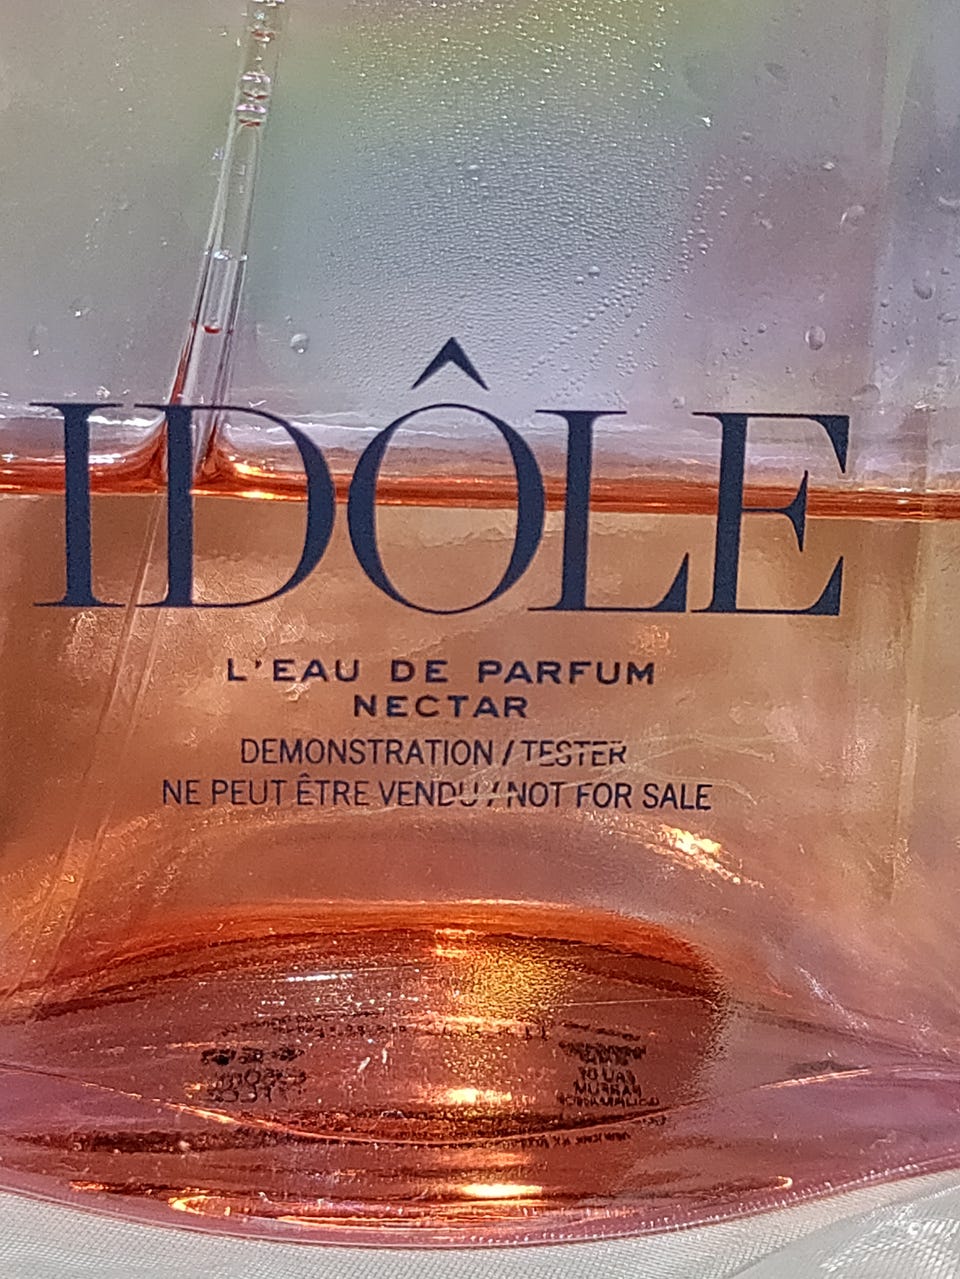 IDÔLE
L'EAU DE PARFUM
NECTAR
DEMONSTRATION / TESTER
NE PEUT ÊTRE VENDU / NOT FOR SALE